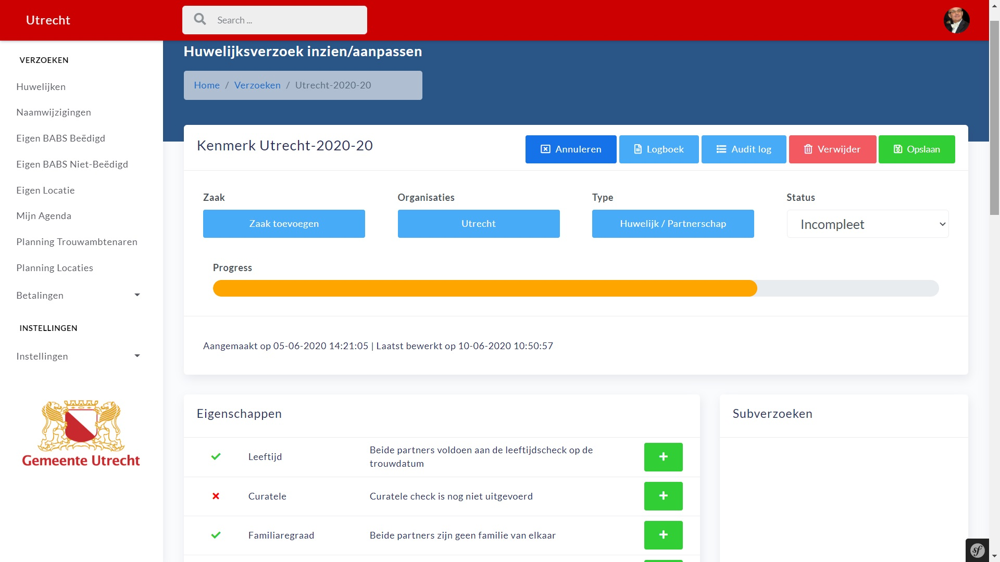 Utrecht
Search ...
VERZOEKEN
Huwelijken
Naamwijzigingen
Eigen BABS Beëdigd
Eigen BABS Niet-Beëdigd
Eigen Locatie
Mijn Agenda
Planning Trouwambtenaren
Planning Locaties
Betalingen
INSTELLINGEN
Instellingen
Gemeente Utrecht
Huwelijksverzoek inzien/aanpassen
Home / Verzoeken / Utrecht-2020-20
Kenmerk Utrecht-2020-20
Annuleren
Logboek
Audit log
Verwijder
Opslaan
Zaak
Zaak toevoegen
Organisaties
Utrecht
Type
Huwelijk / Partnerschap
Status
Incompleet
Progress
Aangemaakt op 05-06-2020 14:21:05 | Laatst bewerkt op 10-06-2020 10:50:57
Eigenschappen
Leeftijd
Beide partners voldoen aan de leeftijdscheck op de
trouwdatum
Curatele
Curatele check is nog niet uitgevoerd
Familiaregraad
Beide partners zijn geen familie van elkaar
Subverzoeken
sf